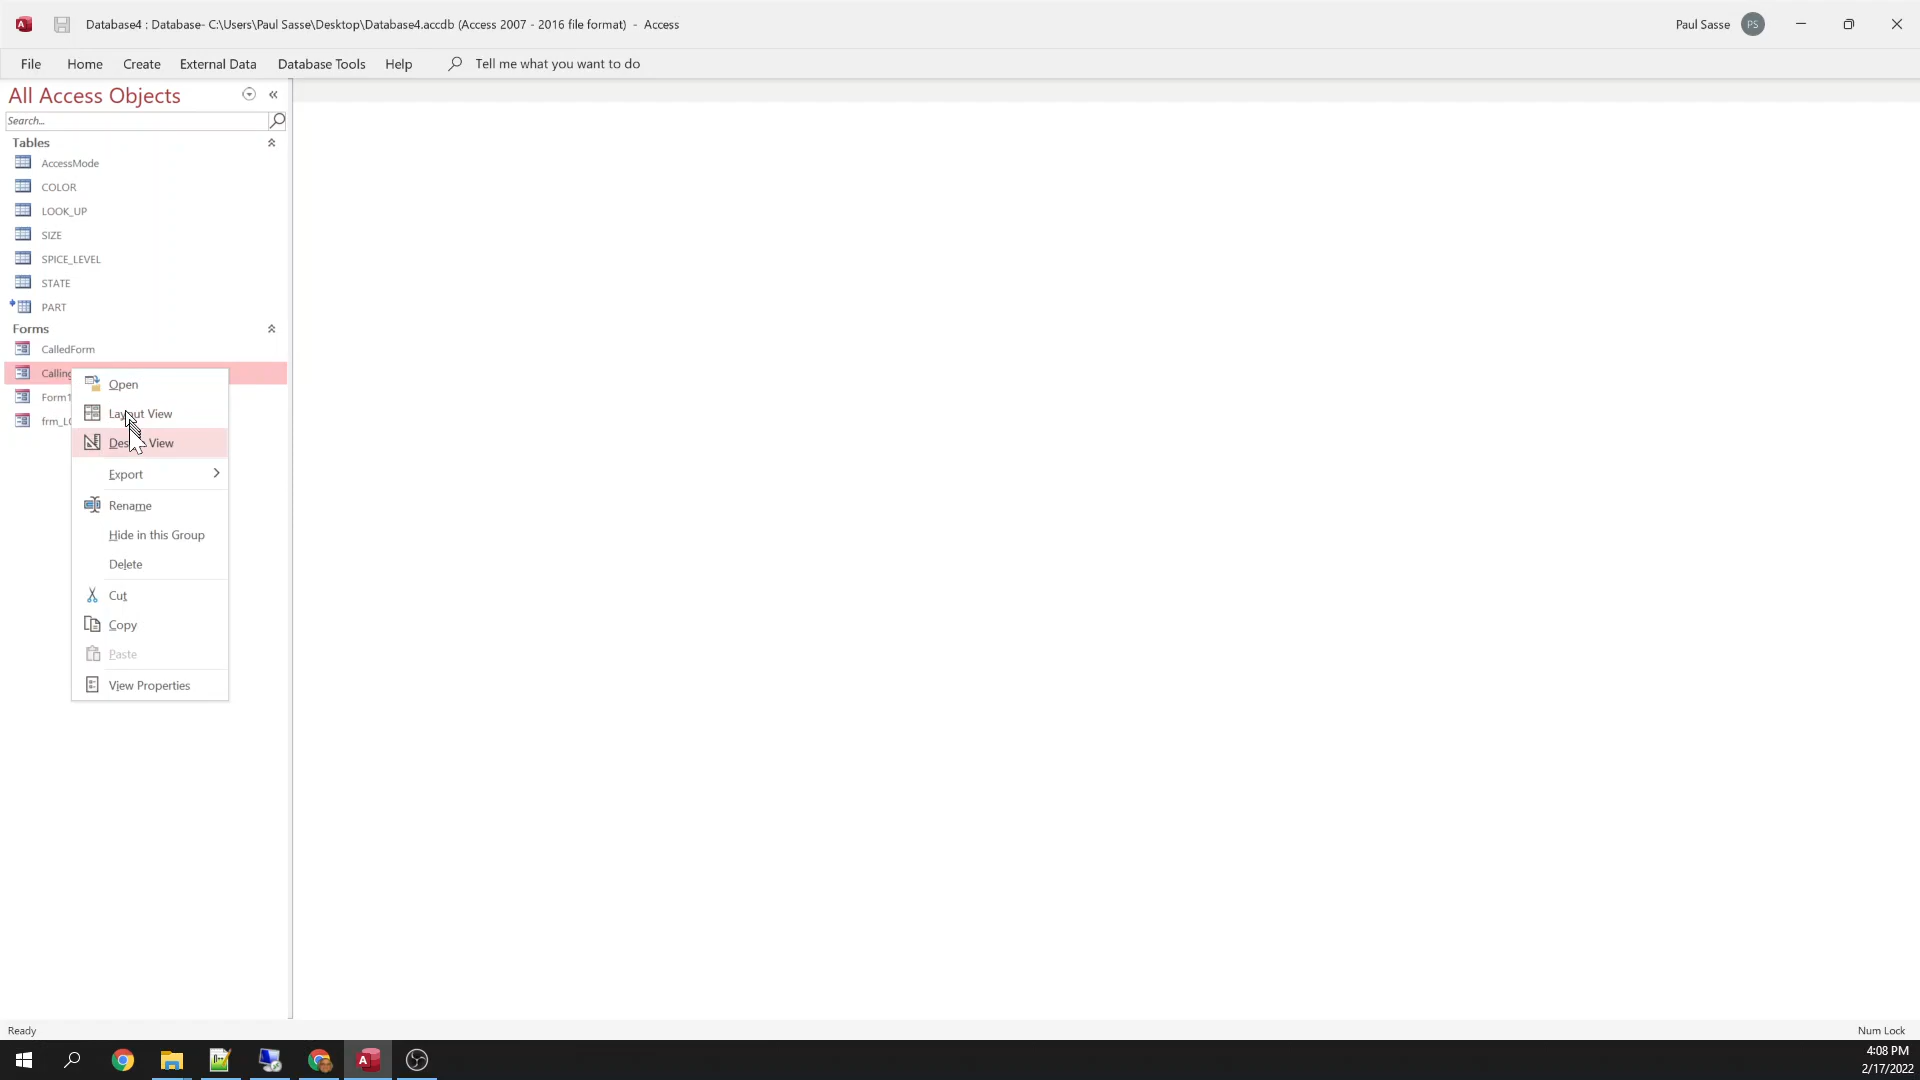 Database4 : Database- C:\Users\Paul Sasse\Desktop\Database4.accdb (Access 2007 - 2016 file format) - Access
Paul Sasse PS
File Home Create External Data Database Tools Help Tell me what you want to do
All Access Objects
Search...
Tables
AccessMode
COLOR
LOOK_UP
SIZE
SPICE_LEVEL
STATE
PART
Forms
CalledForm
Calling
Form1
frm_LO
Open
Layout View
Design View
Export
Rename
Hide in this Group
Delete
Cut
Copy
Paste
View Properties
Ready
Num Lock
4:08 PM
2/17/2022